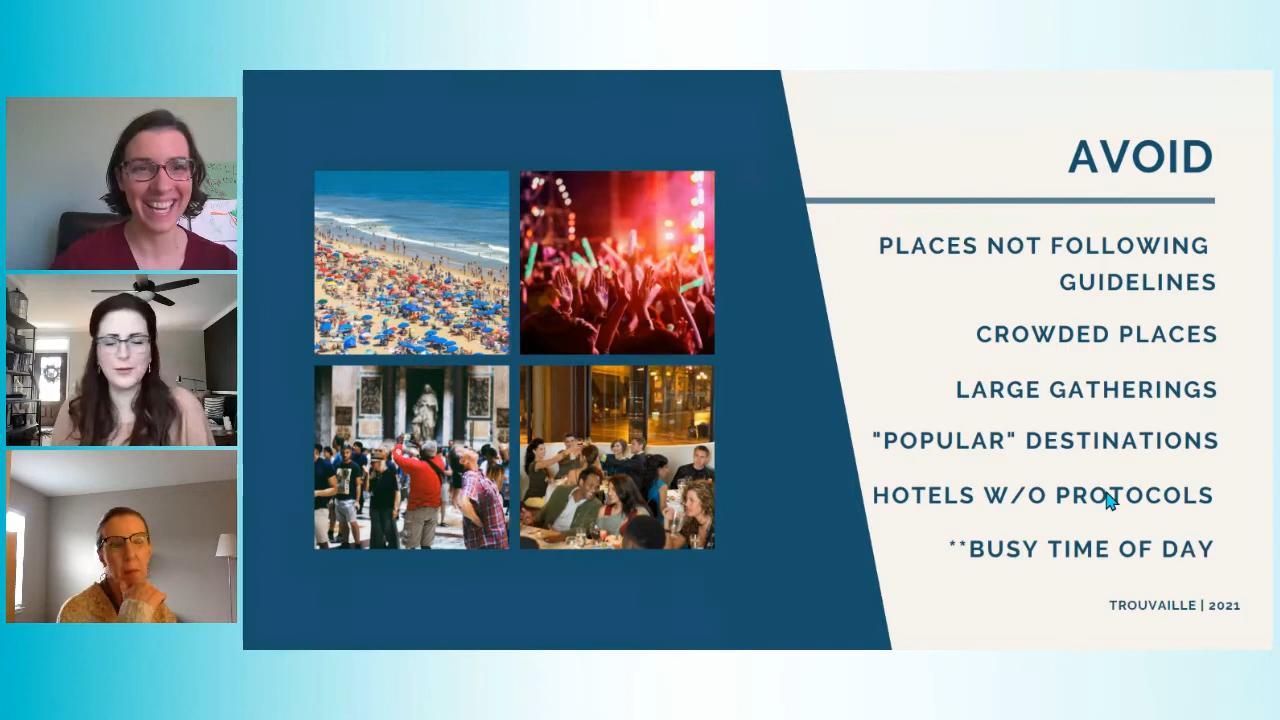 AVOID
PLACES NOT FOLLOWING
GUIDELINES
CROWDED PLACES
LARGE GATHERINGS
"POPULAR" DESTINATIONS
HOTELS W/O PROTOCOLS
**BUSY TIME OF DAY
TROUVAILLE | 2021